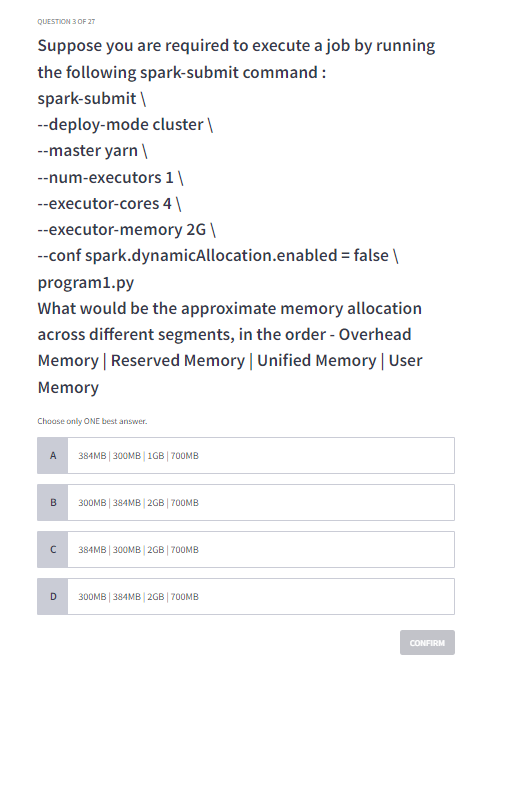 QUESTION 3 OF 27
Suppose you are required to execute a job by running
the following spark-submit command :
spark-submit \
--deploy-mode cluster \
--master yarn \
--num-executors 1 \
--executor-cores 4 \
--executor-memory 2G \
--conf spark.dynamicAllocation.enabled = false \
program1.py
What would be the approximate memory allocation
across different segments, in the order - Overhead
Memory | Reserved Memory | Unified Memory | User
Memory
Choose only ONE best answer.
A 384MB | 300MB | 1GB | 700MB
B 300MB | 384MB | 2GB | 700MB
C 384MB | 300MB | 2GB | 700MB
D 300MB | 384MB | 2GB | 700MB
CONFIRM